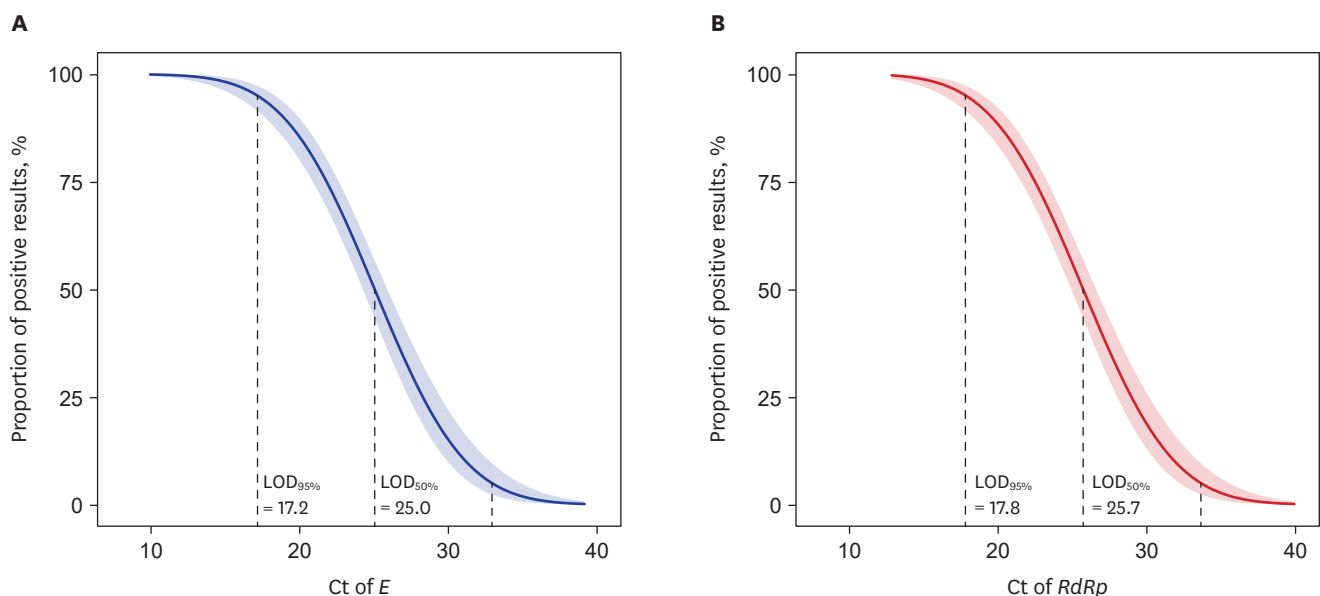 A
Proportion of positive results, %
100
75
50
25
0
LOD95%
= 17.2
LOD50%
= 25.0
10
20
30
40
Ct of E
B
Proportion of positive results, %
100
75
50
25
0
LOD95%
= 17.8
LOD50%
= 25.7
10
20
30
40
Ct of RdRp